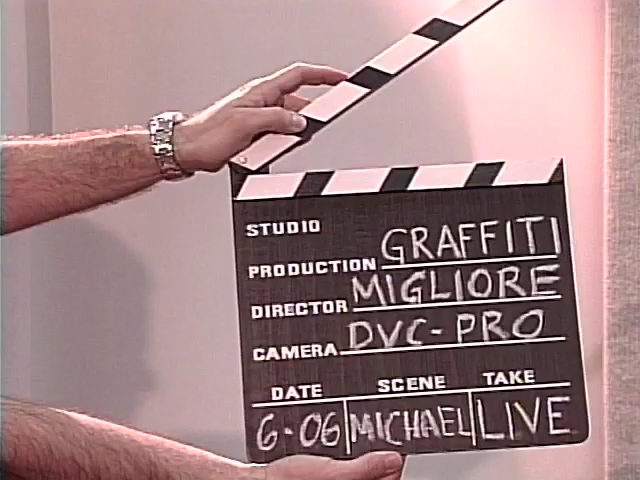 STUDIO
PRODUCTION GRAFFITI
DIRECTOR MIGLIORE
CAMERA DVC-PRO
DATE SCENE TAKE
6-06 MICHAEL LIVE